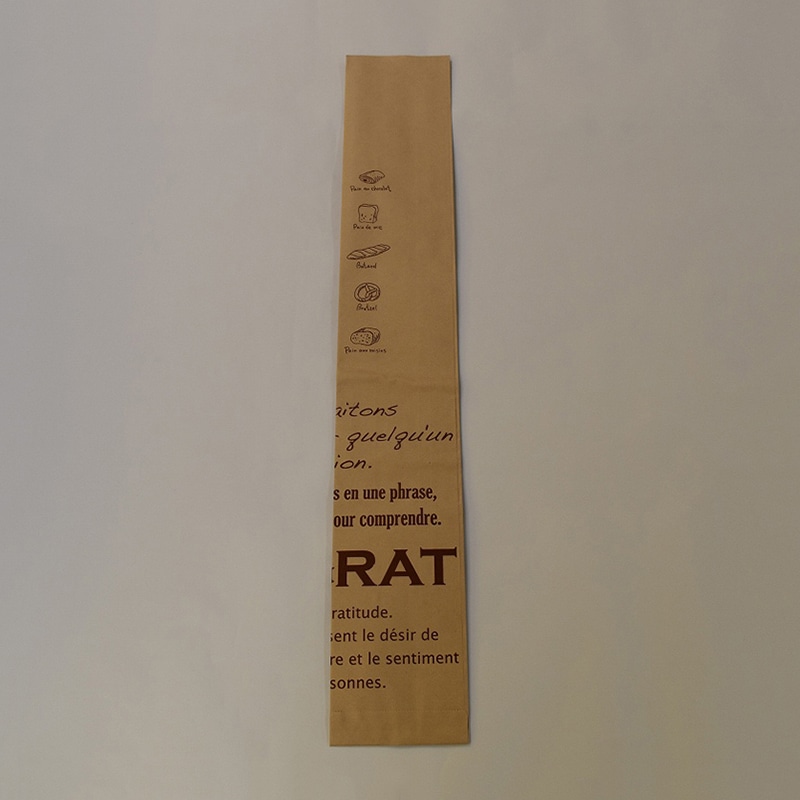 Pain au chocolat
Pain de mie
Batard
Bretzel
Pain aux raisins
aitons
quelqu'un
ion.
s en une phrase,
our comprendre.
RAT
ratitude.
sent le désir de
re et le sentiment
sonnes.